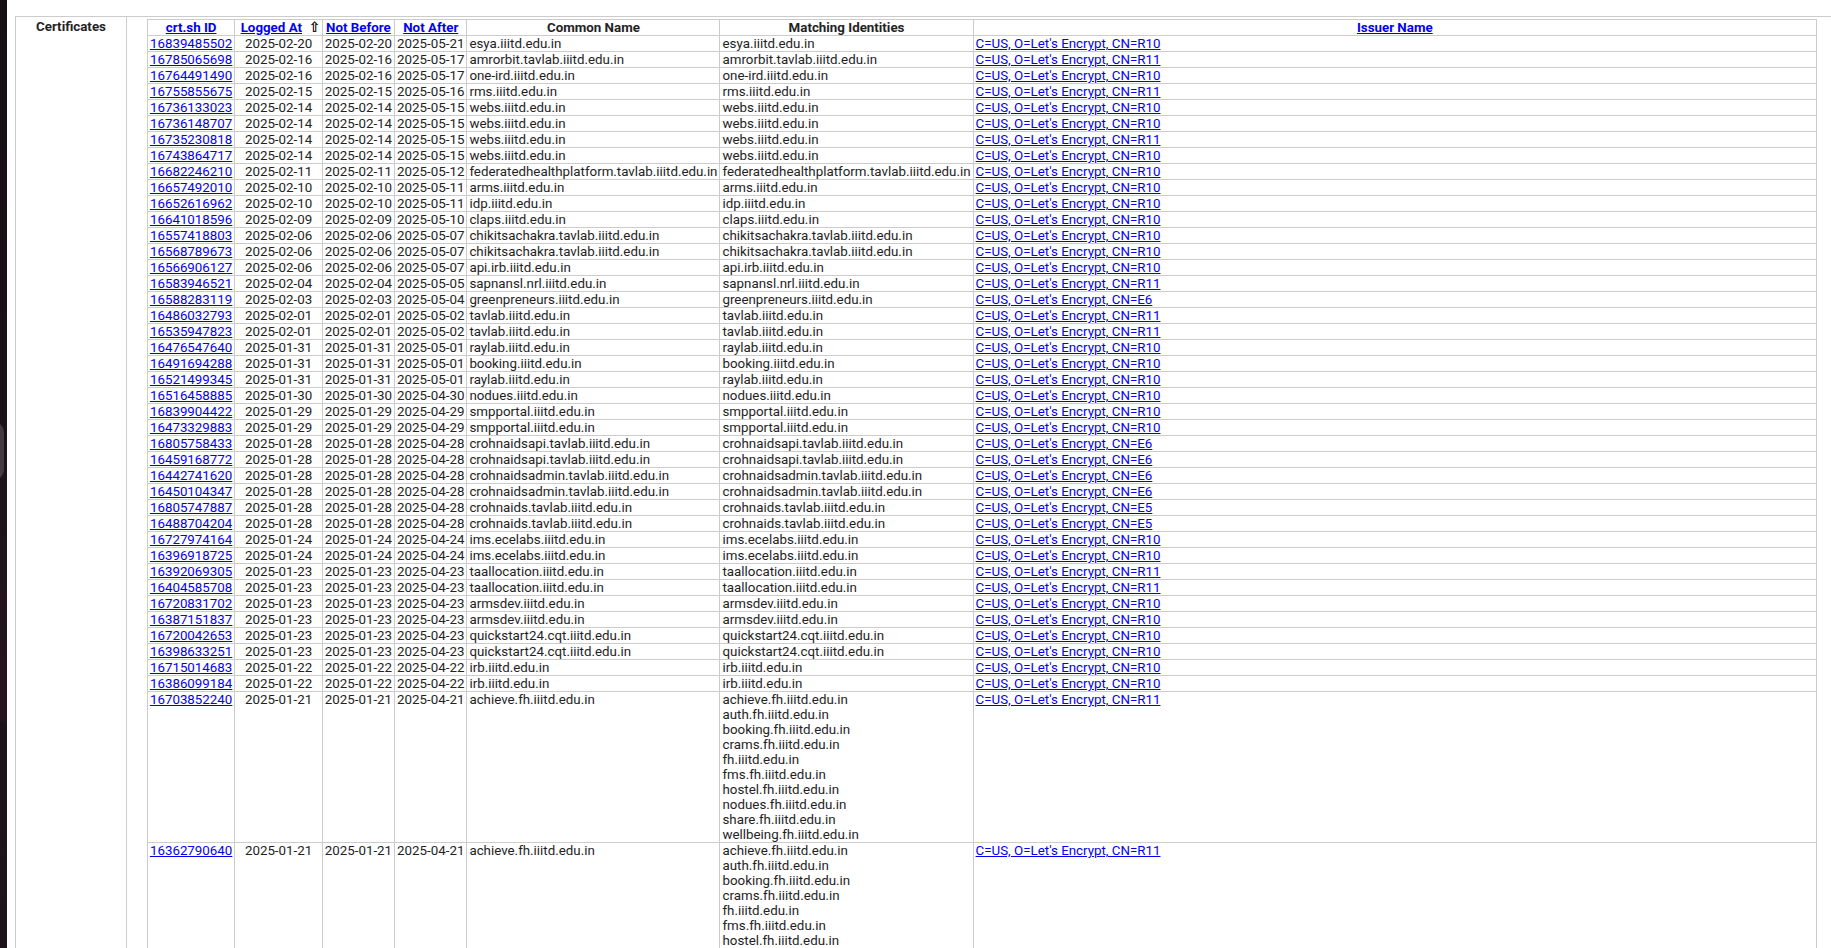 Certificates
crt.sh ID Logged At ⇧ Not Before Not After Common Name Matching Identities Issuer Name
16839485502 2025-02-20 2025-02-20 2025-05-21 esya.iiitd.edu.in esya.iiitd.edu.in C=US, O=Let's Encrypt, CN=R10
16785065698 2025-02-16 2025-02-16 2025-05-17 amrorbit.tavlab.iiitd.edu.in amrorbit.tavlab.iiitd.edu.in C=US, O=Let's Encrypt, CN=R11
16764491490 2025-02-16 2025-02-16 2025-05-17 one-ird.iiitd.edu.in one-ird.iiitd.edu.in C=US, O=Let's Encrypt, CN=R10
16755855675 2025-02-15 2025-02-15 2025-05-16 rms.iiitd.edu.in rms.iiitd.edu.in C=US, O=Let's Encrypt, CN=R11
16736133023 2025-02-14 2025-02-14 2025-05-15 webs.iiitd.edu.in webs.iiitd.edu.in C=US, O=Let's Encrypt, CN=R10
16736148707 2025-02-14 2025-02-14 2025-05-15 webs.iiitd.edu.in webs.iiitd.edu.in C=US, O=Let's Encrypt, CN=R10
16735230818 2025-02-14 2025-02-14 2025-05-15 webs.iiitd.edu.in webs.iiitd.edu.in C=US, O=Let's Encrypt, CN=R11
16743864717 2025-02-14 2025-02-14 2025-05-15 webs.iiitd.edu.in webs.iiitd.edu.in C=US, O=Let's Encrypt, CN=R10
16682246210 2025-02-11 2025-02-11 2025-05-12 federatedhealthplatform.tavlab.iiitd.edu.in federatedhealthplatform.tavlab.iiitd.edu.in C=US, O=Let's Encrypt, CN=R10
16657492010 2025-02-10 2025-02-10 2025-05-11 arms.iiitd.edu.in arms.iiitd.edu.in C=US, O=Let's Encrypt, CN=R10
16652616962 2025-02-10 2025-02-10 2025-05-11 idp.iiitd.edu.in idp.iiitd.edu.in C=US, O=Let's Encrypt, CN=R10
16641018596 2025-02-09 2025-02-09 2025-05-10 claps.iiitd.edu.in claps.iiitd.edu.in C=US, O=Let's Encrypt, CN=R10
16557418803 2025-02-06 2025-02-06 2025-05-07 chikitsachakra.tavlab.iiitd.edu.in chikitsachakra.tavlab.iiitd.edu.in C=US, O=Let's Encrypt, CN=R10
16568789673 2025-02-06 2025-02-06 2025-05-07 chikitsachakra.tavlab.iiitd.edu.in chikitsachakra.tavlab.iiitd.edu.in C=US, O=Let's Encrypt, CN=R10
16566906127 2025-02-06 2025-02-06 2025-05-07 api.irb.iiitd.edu.in api.irb.iiitd.edu.in C=US, O=Let's Encrypt, CN=R10
16583946521 2025-02-04 2025-02-04 2025-05-05 sapnansl.nrl.iiitd.edu.in sapnansl.nrl.iiitd.edu.in C=US, O=Let's Encrypt, CN=R11
16588283119 2025-02-03 2025-02-03 2025-05-04 greenpreneurs.iiitd.edu.in greenpreneurs.iiitd.edu.in C=US, O=Let's Encrypt, CN=E6
16486032793 2025-02-01 2025-02-01 2025-05-02 tavlab.iiitd.edu.in tavlab.iiitd.edu.in C=US, O=Let's Encrypt, CN=R11
16535947823 2025-02-01 2025-02-01 2025-05-02 tavlab.iiitd.edu.in tavlab.iiitd.edu.in C=US, O=Let's Encrypt, CN=R11
16476547640 2025-01-31 2025-01-31 2025-05-01 raylab.iiitd.edu.in raylab.iiitd.edu.in C=US, O=Let's Encrypt, CN=R10
16491694288 2025-01-31 2025-01-31 2025-05-01 booking.iiitd.edu.in booking.iiitd.edu.in C=US, O=Let's Encrypt, CN=R10
16521499345 2025-01-31 2025-01-31 2025-05-01 raylab.iiitd.edu.in raylab.iiitd.edu.in C=US, O=Let's Encrypt, CN=R10
16516458885 2025-01-30 2025-01-30 2025-04-30 nodues.iiitd.edu.in nodues.iiitd.edu.in C=US, O=Let's Encrypt, CN=R10
16839904422 2025-01-29 2025-01-29 2025-04-29 smpportal.iiitd.edu.in smpportal.iiitd.edu.in C=US, O=Let's Encrypt, CN=R10
16473329883 2025-01-29 2025-01-29 2025-04-29 smpportal.iiitd.edu.in smpportal.iiitd.edu.in C=US, O=Let's Encrypt, CN=R10
16805758433 2025-01-28 2025-01-28 2025-04-28 crohnaidsapi.tavlab.iiitd.edu.in crohnaidsapi.tavlab.iiitd.edu.in C=US, O=Let's Encrypt, CN=E6
16459168772 2025-01-28 2025-01-28 2025-04-28 crohnaidsapi.tavlab.iiitd.edu.in crohnaidsapi.tavlab.iiitd.edu.in C=US, O=Let's Encrypt, CN=E6
16442741620 2025-01-28 2025-01-28 2025-04-28 crohnaidsadmin.tavlab.iiitd.edu.in crohnaidsadmin.tavlab.iiitd.edu.in C=US, O=Let's Encrypt, CN=E6
16450104347 2025-01-28 2025-01-28 2025-04-28 crohnaidsadmin.tavlab.iiitd.edu.in crohnaidsadmin.tavlab.iiitd.edu.in C=US, O=Let's Encrypt, CN=E6
16805747887 2025-01-28 2025-01-28 2025-04-28 crohnaids.tavlab.iiitd.edu.in crohnaids.tavlab.iiitd.edu.in C=US, O=Let's Encrypt, CN=E5
16488704204 2025-01-28 2025-01-28 2025-04-28 crohnaids.tavlab.iiitd.edu.in crohnaids.tavlab.iiitd.edu.in C=US, O=Let's Encrypt, CN=E5
16727974164 2025-01-24 2025-01-24 2025-04-24 ims.ecelabs.iiitd.edu.in ims.ecelabs.iiitd.edu.in C=US, O=Let's Encrypt, CN=R10
16396918725 2025-01-24 2025-01-24 2025-04-24 ims.ecelabs.iiitd.edu.in ims.ecelabs.iiitd.edu.in C=US, O=Let's Encrypt, CN=R10
16392069305 2025-01-23 2025-01-23 2025-04-23 taallocation.iiitd.edu.in taallocation.iiitd.edu.in C=US, O=Let's Encrypt, CN=R11
16404585708 2025-01-23 2025-01-23 2025-04-23 taallocation.iiitd.edu.in taallocation.iiitd.edu.in C=US, O=Let's Encrypt, CN=R11
16720831702 2025-01-23 2025-01-23 2025-04-23 armsdev.iiitd.edu.in armsdev.iiitd.edu.in C=US, O=Let's Encrypt, CN=R10
16387151837 2025-01-23 2025-01-23 2025-04-23 armsdev.iiitd.edu.in armsdev.iiitd.edu.in C=US, O=Let's Encrypt, CN=R10
16720042653 2025-01-23 2025-01-23 2025-04-23 quickstart24.cqt.iiitd.edu.in quickstart24.cqt.iiitd.edu.in C=US, O=Let's Encrypt, CN=R10
16398633251 2025-01-23 2025-01-23 2025-04-23 quickstart24.cqt.iiitd.edu.in quickstart24.cqt.iiitd.edu.in C=US, O=Let's Encrypt, CN=R10
16715014683 2025-01-22 2025-01-22 2025-04-22 irb.iiitd.edu.in irb.iiitd.edu.in C=US, O=Let's Encrypt, CN=R10
16386099184 2025-01-22 2025-01-22 2025-04-22 irb.iiitd.edu.in irb.iiitd.edu.in C=US, O=Let's Encrypt, CN=R10
16703852240 2025-01-21 2025-01-21 2025-04-21 achieve.fh.iiitd.edu.in achieve.fh.iiitd.edu.in C=US, O=Let's Encrypt, CN=R11
auth.fh.iiitd.edu.in
booking.fh.iiitd.edu.in
crams.fh.iiitd.edu.in
fh.iiitd.edu.in
fms.fh.iiitd.edu.in
hostel.fh.iiitd.edu.in
nodues.fh.iiitd.edu.in
share.fh.iiitd.edu.in
wellbeing.fh.iiitd.edu.in
16362790640 2025-01-21 2025-01-21 2025-04-21 achieve.fh.iiitd.edu.in achieve.fh.iiitd.edu.in C=US, O=Let's Encrypt, CN=R11
auth.fh.iiitd.edu.in
booking.fh.iiitd.edu.in
crams.fh.iiitd.edu.in
fh.iiitd.edu.in
fms.fh.iiitd.edu.in
hostel.fh.iiitd.edu.in